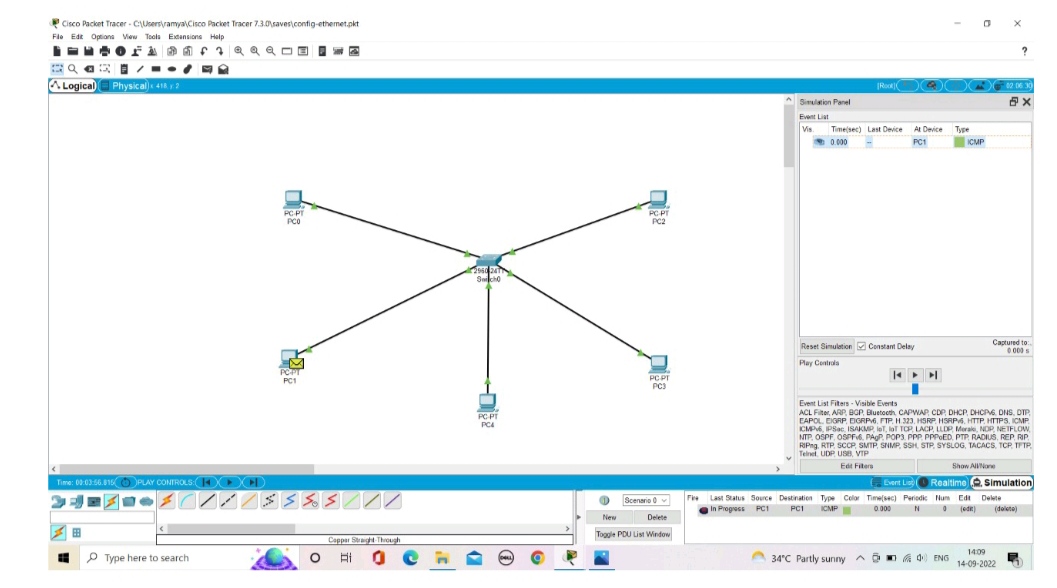 Cisco Packet Tracer - C:\Users\ramya\Cisco Packet Tracer 7.3.0\saves\config-ethernet.pkt
File Edit Options View Tools Extensions Help
?
Logical Physical x 418, y 2 [Root] 02:06:30
Simulation Panel
Event List
Vis. Time(sec) Last Device At Device Type
0.000 -- PC1 ICMP
PC-PT
PC0
PC-PT
PC2
2960-24TT
Switch0
PC-PT
PC1
PC-PT
PC3
PC-PT
PC4
Reset Simulation Constant Delay Captured to:
0.000 s
Play Controls
Event List Filters - Visible Events
ACL Filter, ARP, BGP, Bluetooth, CAPWAP, CDP, DHCP, DHCPv6, DNS, DTP,
EAPOL, EIGRP, EIGRPv6, FTP, H.323, HSRP, HSRPv6, HTTP, HTTPS, ICMP,
ICMPv6, IPSec, ISAKMP, IoT, IoT TCP, LACP, LLDP, Meraki, NDP, NETFLOW,
NTP, OSPF, OSPFv6, PAgP, POP3, PPP, PPPoED, PTP, RADIUS, REP, RIP,
RIPng, RTP, SCCP, SMTP, SNMP, SSH, STP, SYSLOG, TACACS, TCP, TFTP,
Telnet, UDP, USB, VTP
Edit Filters Show All/None
Time: 00:03:56.815 PLAY CONTROLS: Event List Realtime Simulation
Scenario 0
New Delete
Toggle PDU List Window
Fire Last Status Source Destination Type Color Time(sec) Periodic Num Edit Delete
In Progress PC1 PC1 ICMP 0.000 N 0 (edit) (delete)
Copper Straight-Through
Type here to search
DELL
34°C Partly sunny ENG
14:09
14-09-2022
1